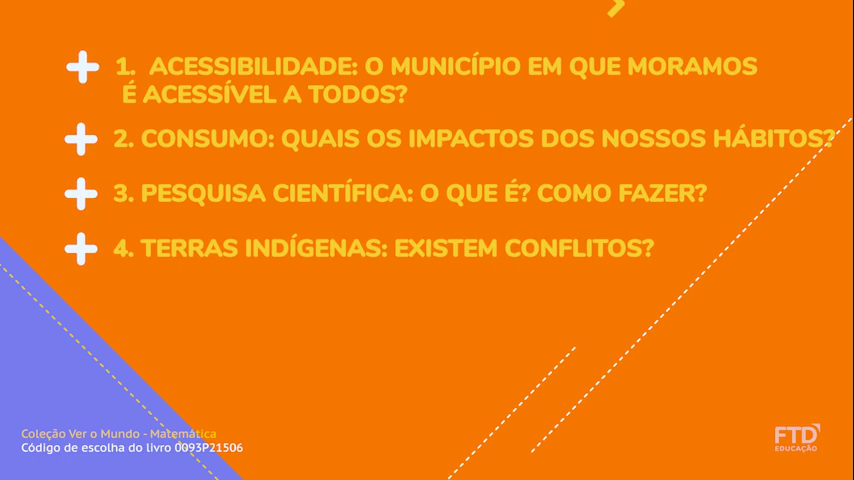 1. ACESSIBILIDADE: O MUNICÍPIO EM QUE MORAMOS
É ACESSÍVEL A TODOS?
2. CONSUMO: QUAIS OS IMPACTOS DOS NOSSOS HÁBITOS?
3. PESQUISA CIENTÍFICA: O QUE É? COMO FAZER?
4. TERRAS INDÍGENAS: EXISTEM CONFLITOS?
Coleção Ver o Mundo - Matemática
Código de escolha do livro 0093P21506
FTD
EDUCAÇÃO